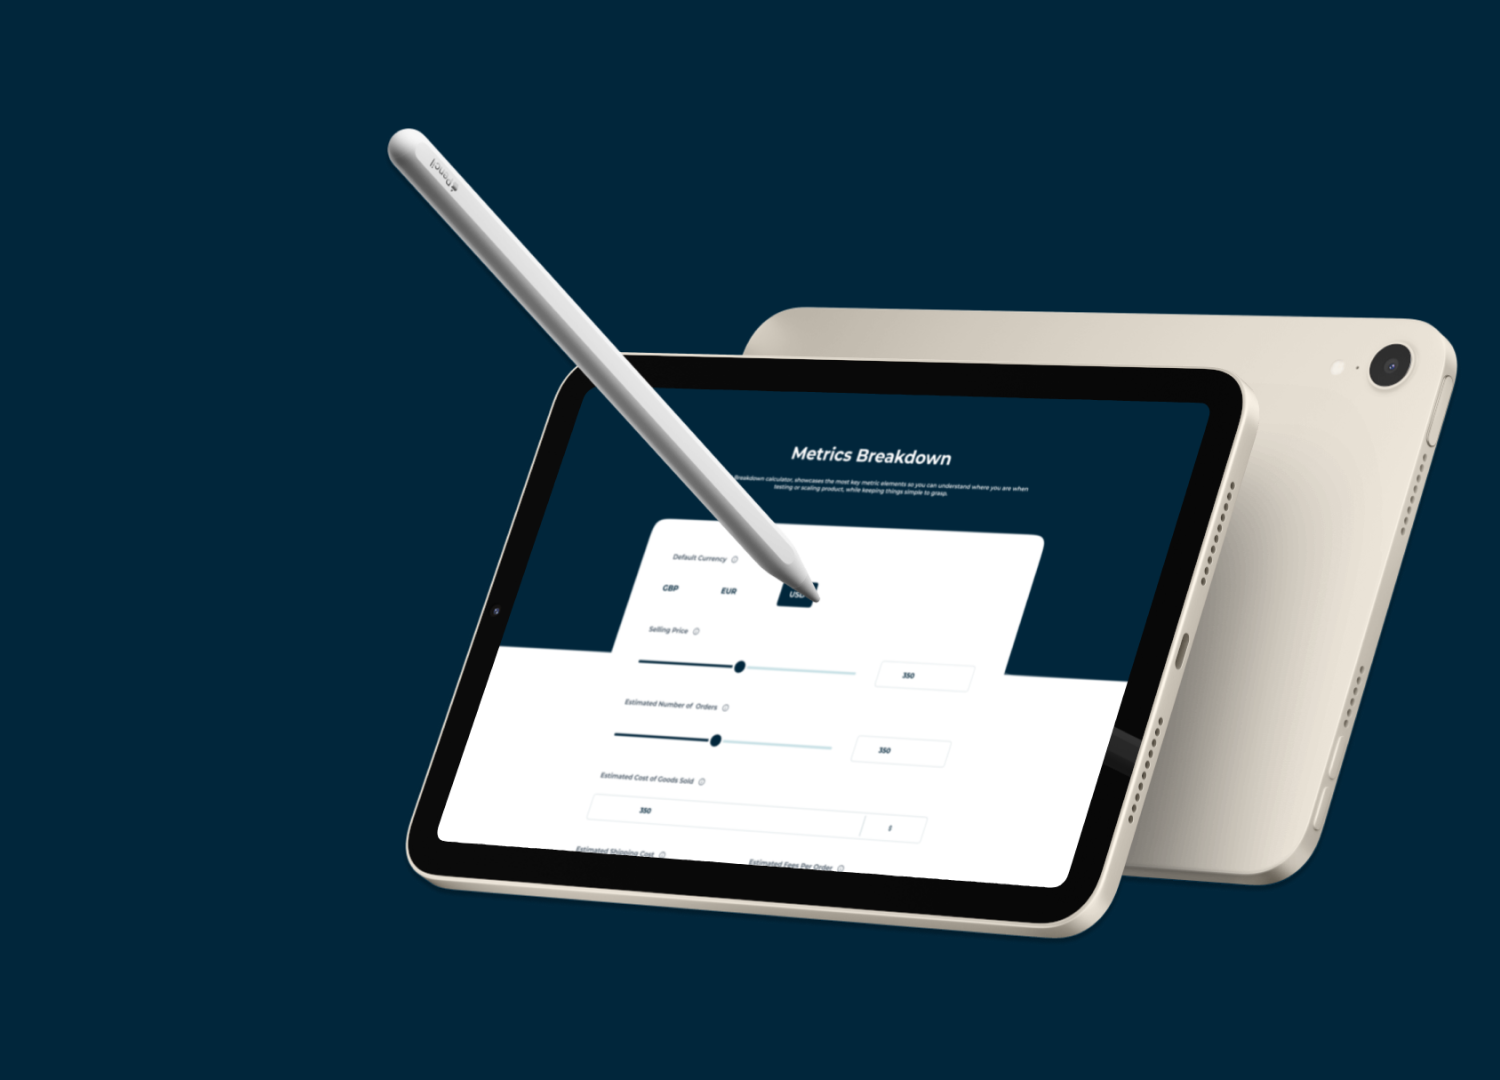 Pencil
Metrics Breakdown
Breakdown calculator, showcases the most key metric elements so you can understand where you are when
testing or scaling product, while keeping things simple to grasp.
Default Currency
GBP EUR USD
Selling Price
350
Estimated Number of Orders
350
Estimated Cost of Goods Sold
350 $
Estimated Shipping Cost Estimated Fees Per Order